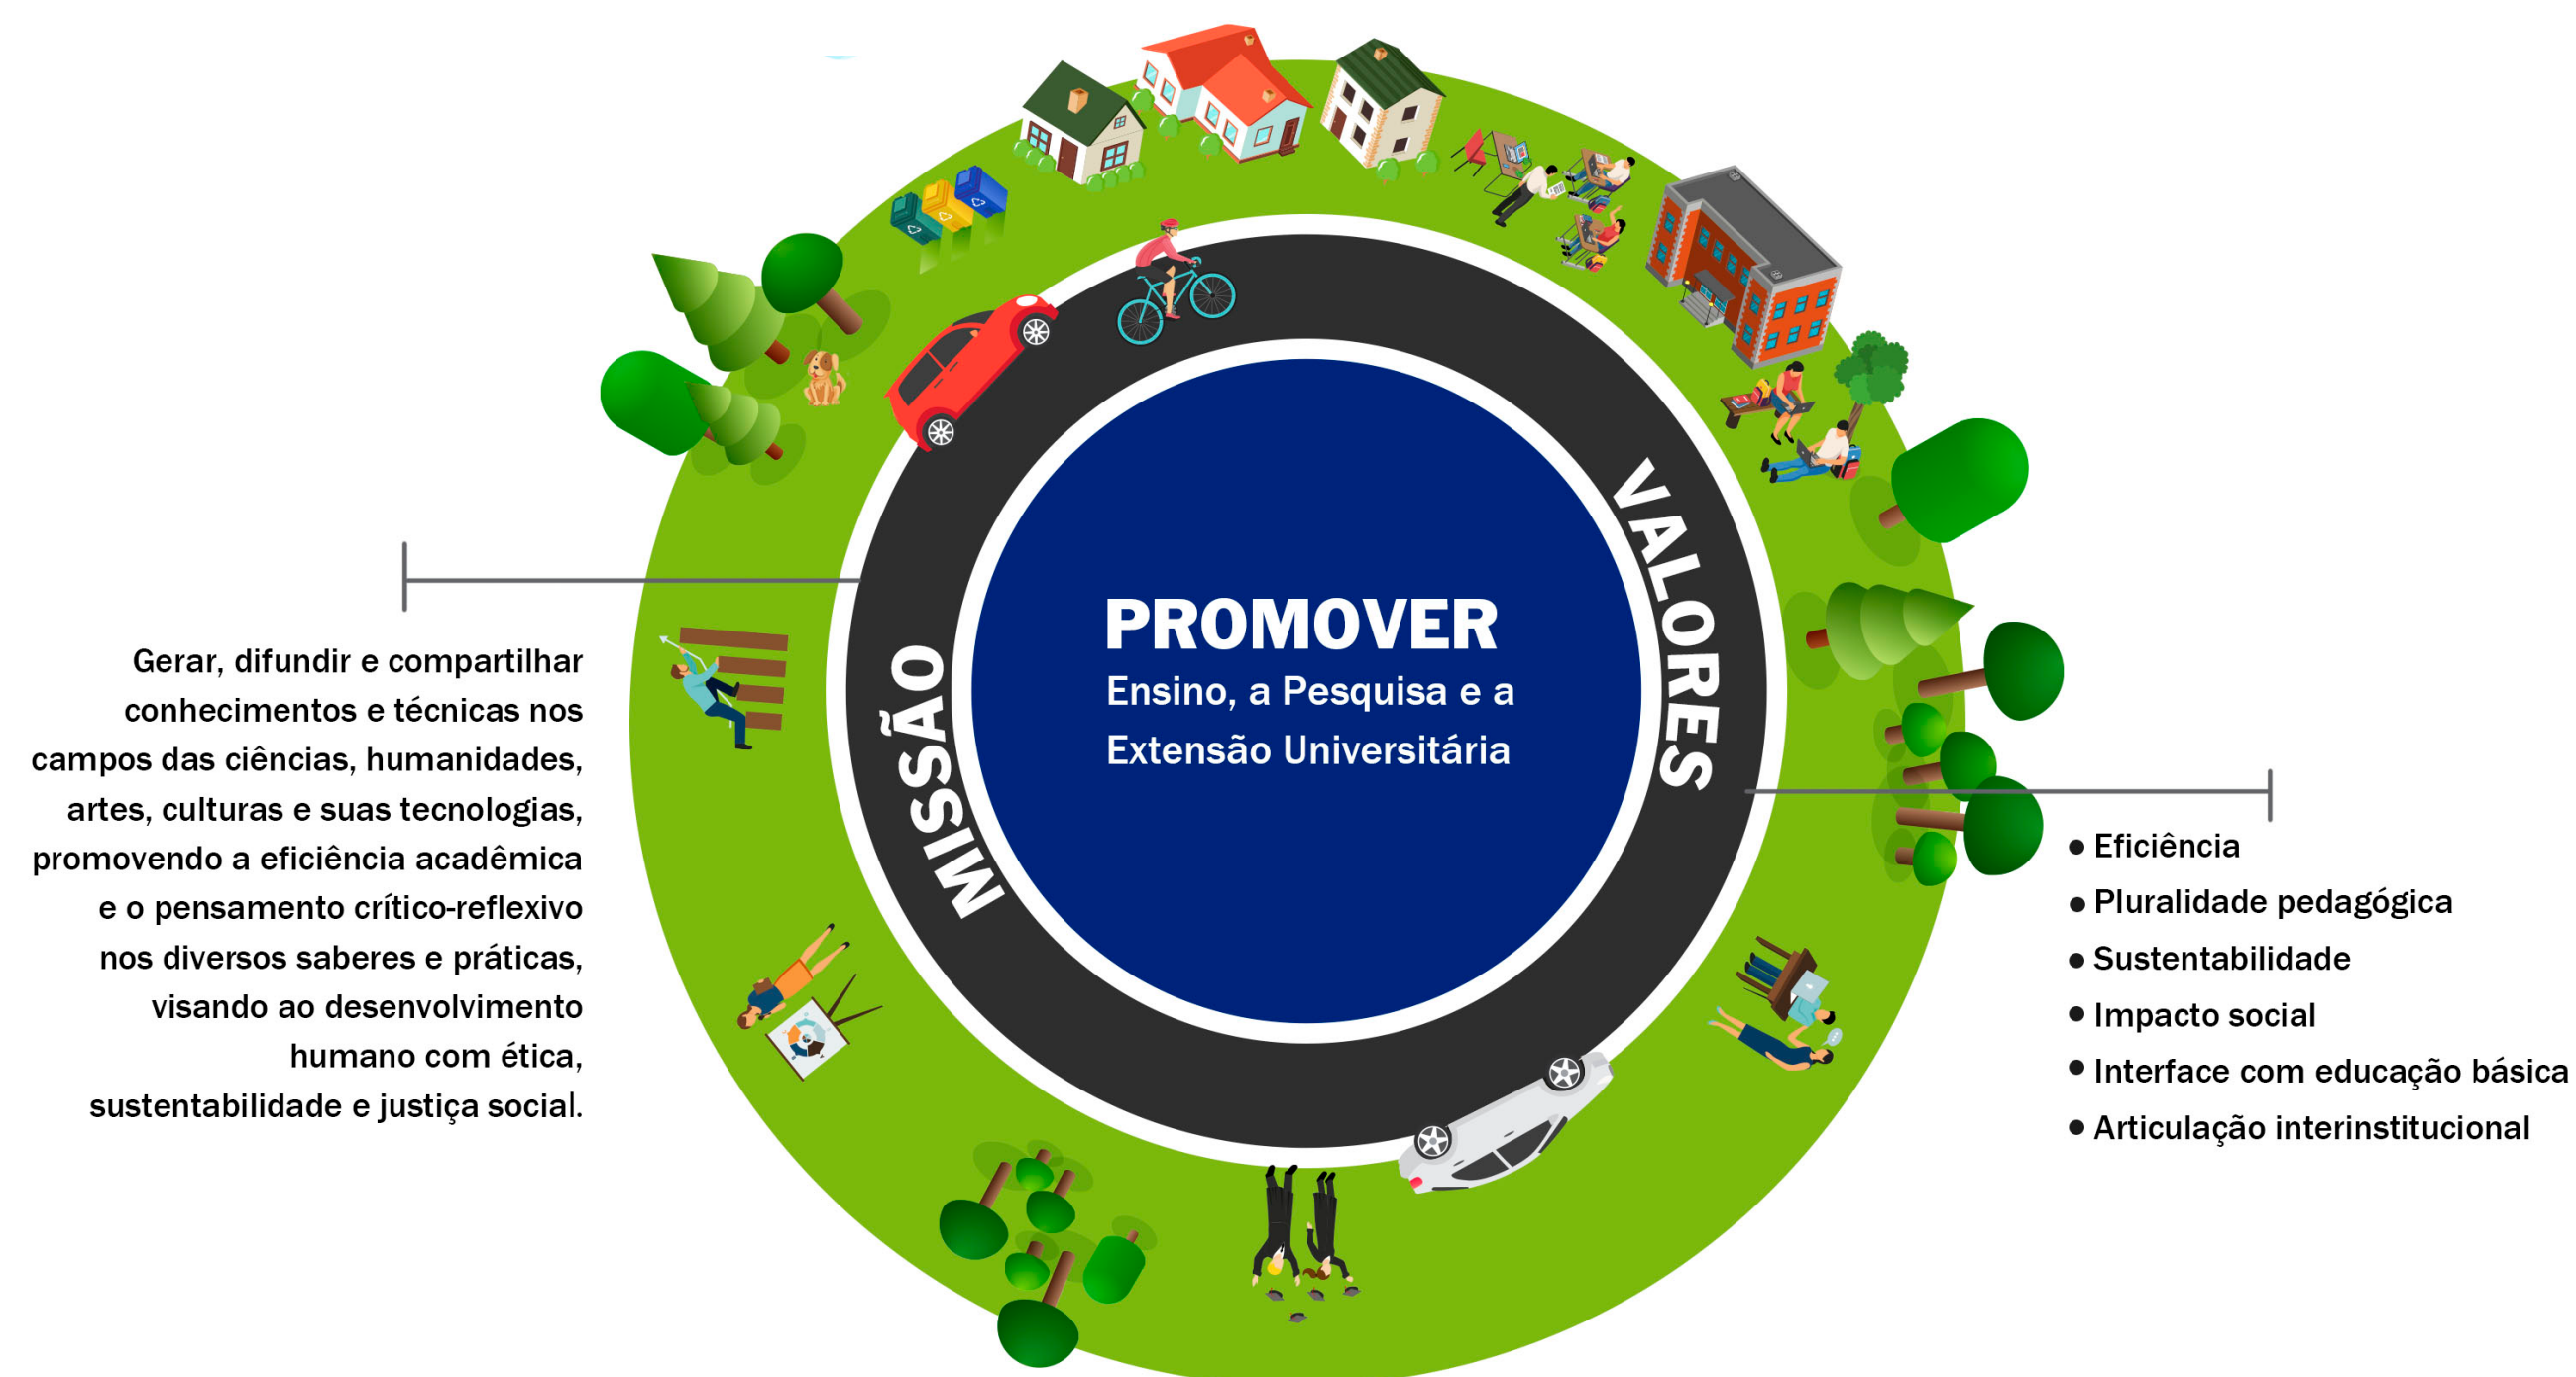 PROMOVER
Ensino, a Pesquisa e a
Extensão Universitária
MISSÃO
Gerar, difundir e compartilhar
conhecimentos e técnicas nos
campos das ciências, humanidades,
artes, culturas e suas tecnologias,
promovendo a eficiência acadêmica
e o pensamento crítico-reflexivo
nos diversos saberes e práticas,
visando ao desenvolvimento
humano com ética,
sustentabilidade e justiça social.
VALORES
• Eficiência
• Pluralidade pedagógica
• Sustentabilidade
• Impacto social
• Interface com educação básica
• Articulação interinstitucional